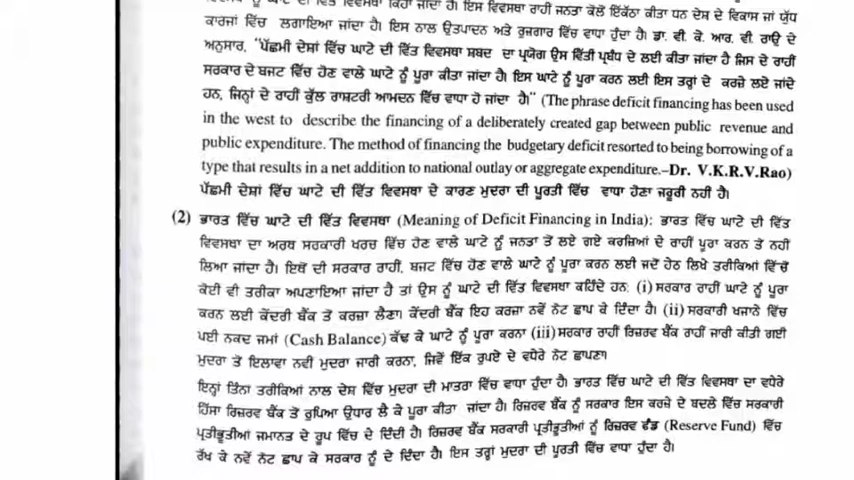 ਕਾਰਜਾਂ ਵਿੱਚ ਲਗਾਇਆ ਜਾਂਦਾ ਹੈ। ਇਸ ਨਾਲ ਉਤਪਾਦਨ ਅਤੇ ਰੁਜ਼ਗਾਰ ਵਿੱਚ ਵਾਧਾ ਹੁੰਦਾ ਹੈ। ਡਾ. ਵੀ. ਕੇ. ਆਰ. ਵੀ. ਰਾਉ ਦੇ
ਅਨੁਸਾਰ, "ਪੱਛਮੀ ਦੇਸ਼ਾਂ ਵਿੱਚ ਘਾਟੇ ਦੀ ਵਿੱਤ ਵਿਵਸਥਾ ਸ਼ਬਦ ਦਾ ਪ੍ਰਯੋਗ ਉਸ ਵਿੱਤੀ ਪ੍ਰਬੰਧ ਦੇ ਲਈ ਕੀਤਾ ਜਾਂਦਾ ਹੈ ਜਿਸ ਦੇ ਰਾਹੀਂ
ਸਰਕਾਰ ਦੇ ਬਜਟ ਵਿੱਚ ਹੋਣ ਵਾਲੇ ਘਾਟੇ ਨੂੰ ਪੂਰਾ ਕੀਤਾ ਜਾਂਦਾ ਹੈ। ਇਸ ਘਾਟੇ ਨੂੰ ਪੂਰਾ ਕਰਨ ਲਈ ਇਸ ਤਰ੍ਹਾਂ ਦੇ ਕਰਜ਼ੇ ਲਏ ਜਾਂਦੇ
ਹਨ, ਜਿਨ੍ਹਾਂ ਦੇ ਰਾਹੀਂ ਕੁੱਲ ਰਾਸ਼ਟਰੀ ਆਮਦਨ ਵਿੱਚ ਵਾਧਾ ਹੋ ਜਾਂਦਾ ਹੈ।" (The phrase deficit financing has been used
in the west to describe the financing of a deliberately created gap between public revenue and
public expenditure. The method of financing the budgetary deficit resorted to being borrowing of a
type that results in a net addition to national outlay or aggregate expenditure.–Dr. V.K.R.V.Rao)
ਪੱਛਮੀ ਦੇਸ਼ਾਂ ਵਿੱਚ ਘਾਟੇ ਦੀ ਵਿੱਤ ਵਿਵਸਥਾ ਦੇ ਕਾਰਣ ਮੁਦਰਾ ਦੀ ਪੂਰਤੀ ਵਿੱਚ ਵਾਧਾ ਹੋਣਾ ਜ਼ਰੂਰੀ ਨਹੀਂ ਹੈ।
(2) ਭਾਰਤ ਵਿੱਚ ਘਾਟੇ ਦੀ ਵਿੱਤ ਵਿਵਸਥਾ (Meaning of Deficit Financing in India): ਭਾਰਤ ਵਿੱਚ ਘਾਟੇ ਦੀ ਵਿੱਤ
ਵਿਵਸਥਾ ਦਾ ਅਰਥ ਸਰਕਾਰੀ ਖਰਚ ਵਿੱਚ ਹੋਣ ਵਾਲੇ ਘਾਟੇ ਨੂੰ ਜਨਤਾ ਤੋਂ ਲਏ ਗਏ ਕਰਜ਼ਿਆਂ ਦੇ ਰਾਹੀਂ ਪੂਰਾ ਕਰਨ ਤੋਂ ਨਹੀਂ
ਲਿਆ ਜਾਂਦਾ ਹੈ। ਇਥੋਂ ਦੀ ਸਰਕਾਰ ਰਾਹੀਂ, ਬਜਟ ਵਿੱਚ ਹੋਣ ਵਾਲੇ ਘਾਟੇ ਨੂੰ ਪੂਰਾ ਕਰਨ ਲਈ ਜਦੋਂ ਹੇਠ ਲਿਖੇ ਤਰੀਕਿਆਂ ਵਿੱਚੋਂ
ਕੋਈ ਵੀ ਤਰੀਕਾ ਅਪਣਾਇਆ ਜਾਂਦਾ ਹੈ ਤਾਂ ਉਸ ਨੂੰ ਘਾਟੇ ਦੀ ਵਿੱਤ ਵਿਵਸਥਾ ਕਹਿੰਦੇ ਹਨ: (i) ਸਰਕਾਰ ਰਾਹੀਂ ਘਾਟੇ ਨੂੰ ਪੂਰਾ
ਕਰਨ ਲਈ ਕੇਂਦਰੀ ਬੈਂਕ ਤੋਂ ਕਰਜ਼ਾ ਲੈਣਾ। ਕੇਂਦਰੀ ਬੈਂਕ ਇਹ ਕਰਜ਼ਾ ਨਵੇਂ ਨੋਟ ਛਾਪ ਕੇ ਦਿੰਦਾ ਹੈ। (ii) ਸਰਕਾਰੀ ਖਜ਼ਾਨੇ ਵਿੱਚ
ਪਈ ਨਕਦ ਜਮਾਂ (Cash Balance) ਕੱਢ ਕੇ ਘਾਟੇ ਨੂੰ ਪੂਰਾ ਕਰਨਾ (iii) ਸਰਕਾਰ ਰਾਹੀਂ ਰਿਜ਼ਰਵ ਬੈਂਕ ਰਾਹੀਂ ਜਾਰੀ ਕੀਤੀ ਗਈ
ਮੁਦਰਾ ਤੋਂ ਇਲਾਵਾ ਨਵੀਂ ਮੁਦਰਾ ਜਾਰੀ ਕਰਨਾ, ਜਿਵੇਂ ਇੱਕ ਰੁਪਏ ਦੇ ਵਧੇਰੇ ਨੋਟ ਛਾਪਣਾ।
ਇਨ੍ਹਾਂ ਤਿੰਨਾਂ ਤਰੀਕਿਆਂ ਨਾਲ ਦੇਸ਼ ਵਿੱਚ ਮੁਦਰਾ ਦੀ ਮਾਤਰਾ ਵਿੱਚ ਵਾਧਾ ਹੁੰਦਾ ਹੈ। ਭਾਰਤ ਵਿੱਚ ਘਾਟੇ ਦੀ ਵਿੱਤ ਵਿਵਸਥਾ ਦਾ ਵਧੇਰੇ
ਹਿੱਸਾ ਰਿਜ਼ਰਵ ਬੈਂਕ ਤੋਂ ਰੁਪਿਆ ਉਧਾਰ ਲੈ ਕੇ ਪੂਰਾ ਕੀਤਾ ਜਾਂਦਾ ਹੈ। ਰਿਜ਼ਰਵ ਬੈਂਕ ਨੂੰ ਸਰਕਾਰ ਇਸ ਕਰਜ਼ੇ ਦੇ ਬਦਲੇ ਵਿੱਚ ਸਰਕਾਰੀ
ਪ੍ਰਤੀਭੂਤੀਆਂ ਜ਼ਮਾਨਤ ਦੇ ਰੂਪ ਵਿੱਚ ਦੇ ਦਿੰਦੀ ਹੈ। ਰਿਜ਼ਰਵ ਬੈਂਕ ਸਰਕਾਰੀ ਪ੍ਰਤੀਭੂਤੀਆਂ ਨੂੰ ਰਿਜ਼ਰਵ ਫੰਡ (Reserve Fund) ਵਿੱਚ
ਰੱਖ ਕੇ ਨਵੇਂ ਨੋਟ ਛਾਪ ਕੇ ਸਰਕਾਰ ਨੂੰ ਦੇ ਦਿੰਦਾ ਹੈ। ਇਸ ਤਰ੍ਹਾਂ ਮੁਦਰਾ ਦੀ ਪੂਰਤੀ ਵਿੱਚ ਵਾਧਾ ਹੁੰਦਾ ਹੈ।